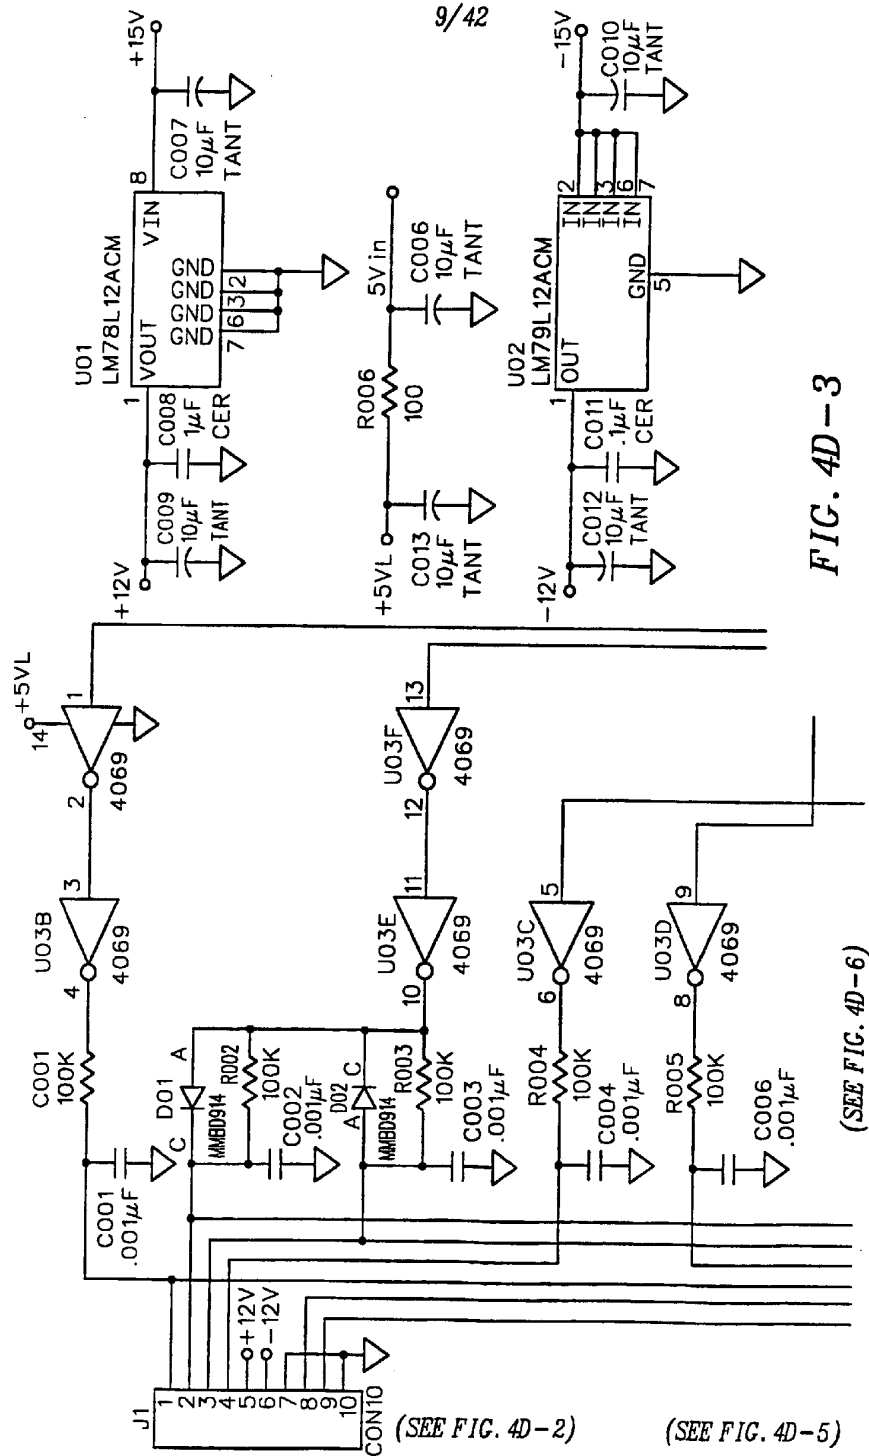 9/42
+15V
C007
10µF
TANT
8
VIN
U01
LM78L12ACM
VOUT
1
GND
GND
GND
GND
2
3
6
7
C008
1µF
CER
C009
10µF
TANT
+12V
5V in
C006
10µF
TANT
R006
100
C013
10µF
TANT
+5VL
-15V
C010
10µF
TANT
2
3
6
7
IN
IN
IN
IN
U02
LM79L12ACM
OUT
1
GND
5
C011
.1µF
CER
C012
10µF
TANT
-12V
FIG. 4D-3
+5VL
14
1
2
4069
3
U03B
4069
4
C001
100K
C001
.001µF
13
U03F
4069
12
11
U03E
4069
10
A
D01
C
MMBD914
R002
100K
C002
.001µF
C
D02
A
MMBD914
R003
100K
C003
.001µF
5
U03C
4069
6
R004
100K
C004
.001µF
9
U03D
4069
8
R005
100K
C006
.001µF
J1
1
2
3
4
5
6
7
8
9
10
CON10
+12V
-12V
(SEE FIG. 4D-2)
(SEE FIG. 4D-5)
(SEE FIG. 4D-6)